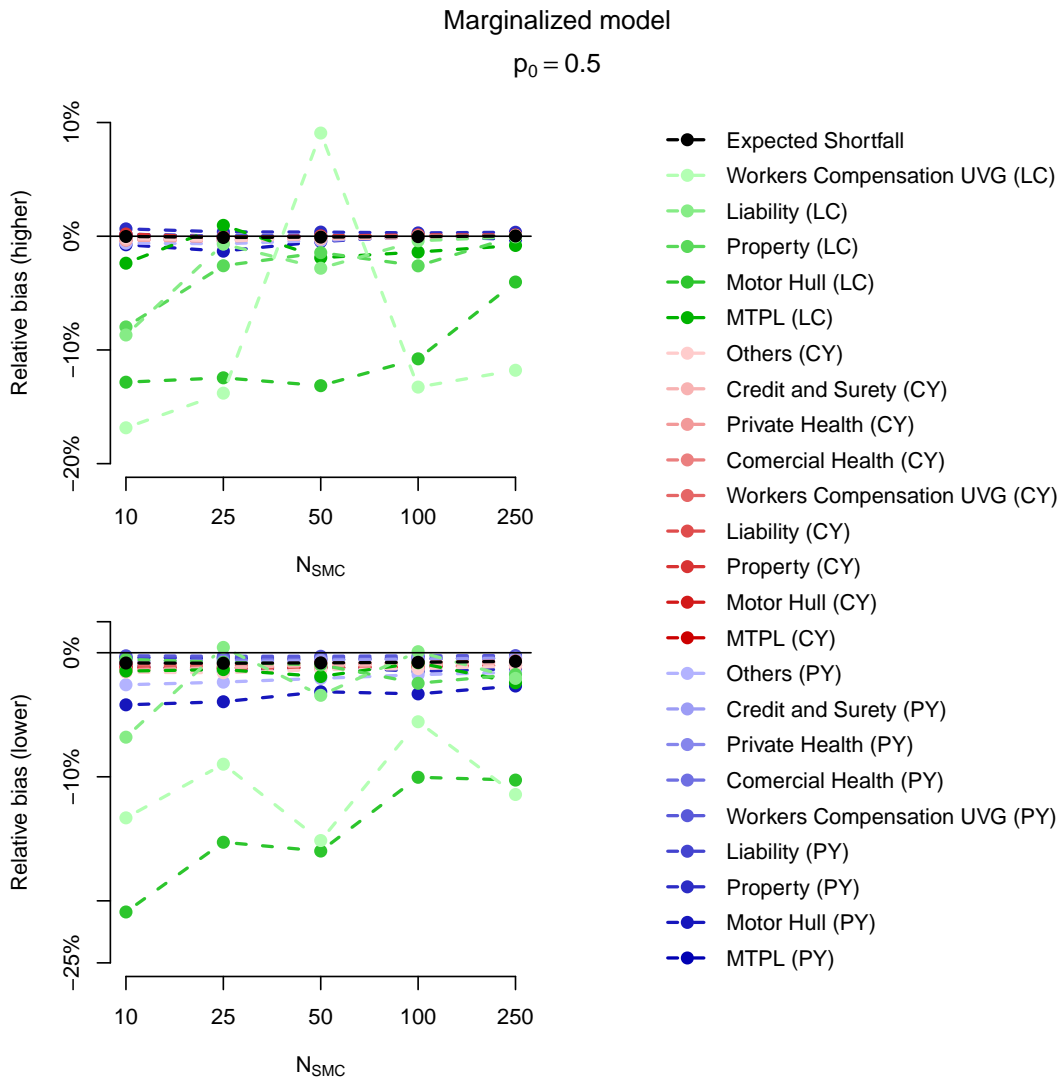 Marginalized model
p₀ = 0.5
Relative bias (higher)
10%
0%
−10%
−20%
10 25 50 100 250
N_SMC
Relative bias (lower)
0%
−10%
−25%
10 25 50 100 250
N_SMC
Expected Shortfall
Workers Compensation UVG (LC)
Liability (LC)
Property (LC)
Motor Hull (LC)
MTPL (LC)
Others (CY)
Credit and Surety (CY)
Private Health (CY)
Comercial Health (CY)
Workers Compensation UVG (CY)
Liability (CY)
Property (CY)
Motor Hull (CY)
MTPL (CY)
Others (PY)
Credit and Surety (PY)
Private Health (PY)
Comercial Health (PY)
Workers Compensation UVG (PY)
Liability (PY)
Property (PY)
Motor Hull (PY)
MTPL (PY)